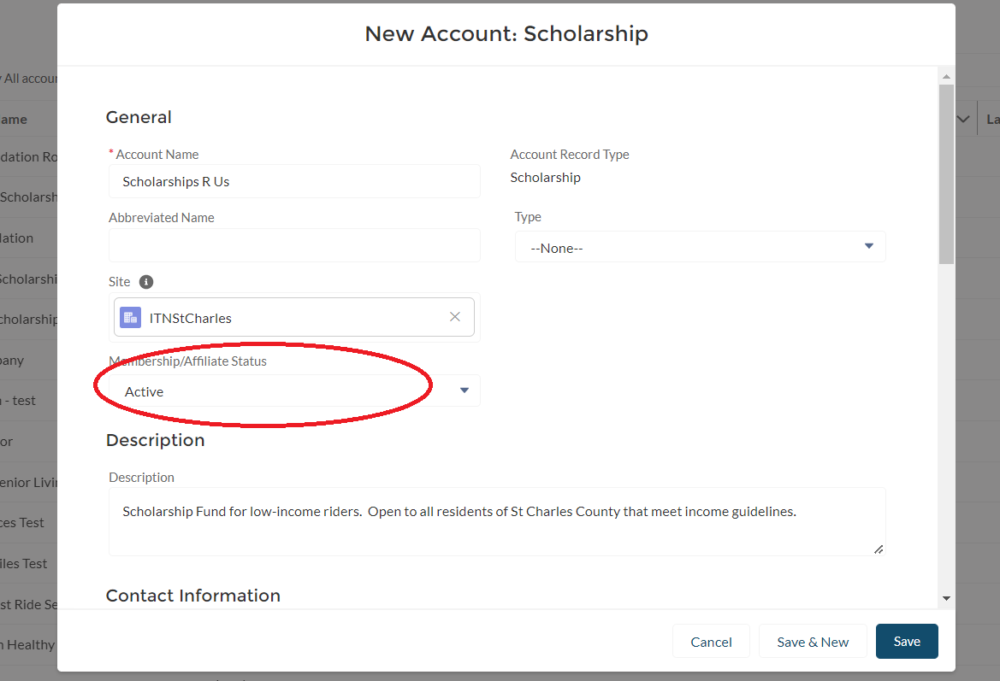 New Account: Scholarship
All accou
ame
La
General
* Account Name
Account Record Type
dation Ro
Scholarships R Us
Scholarship
Scholarsh
Abbreviated Name
Type
lation
--None--
Site
Scholarshi
ITNStCharles
cholarship
Membership/Affiliate Status
pany
Active
- test
Description
or
Description
enior Livi
Scholarship Fund for low-income riders.  Open to all residents of St Charles County that meet income guidelines.
ces Test
iles Test
Contact Information
st Ride Se
Healthy
Cancel
Save & New
Save